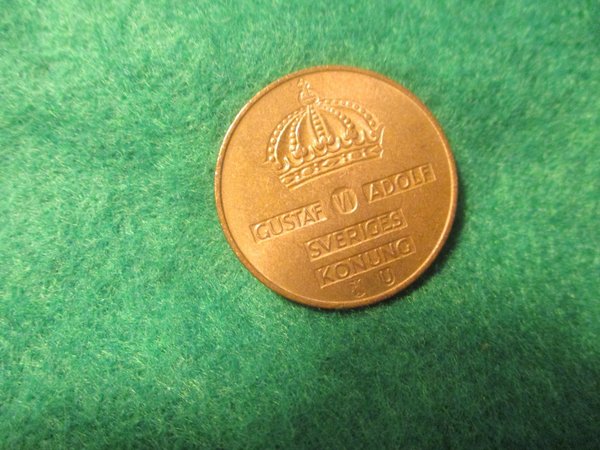 GUSTAF VI ADOLF
SVERIGES
KONUNG
U